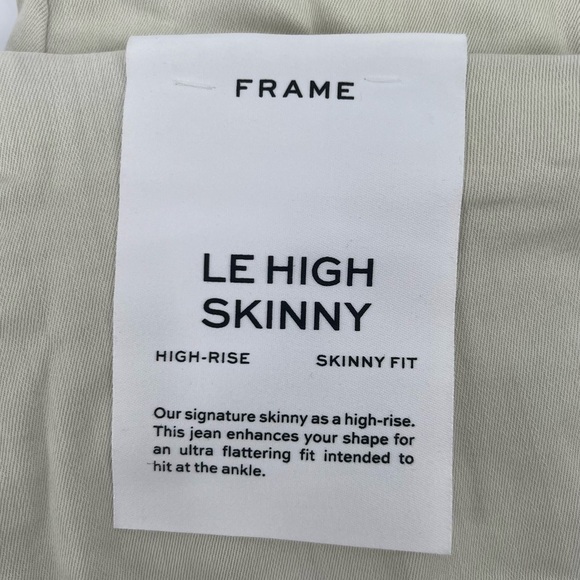 FRAME
LE HIGH
SKINNY
HIGH-RISE SKINNY FIT
Our signature skinny as a high-rise.
This jean enhances your shape for
an ultra flattering fit intended to
hit at the ankle.